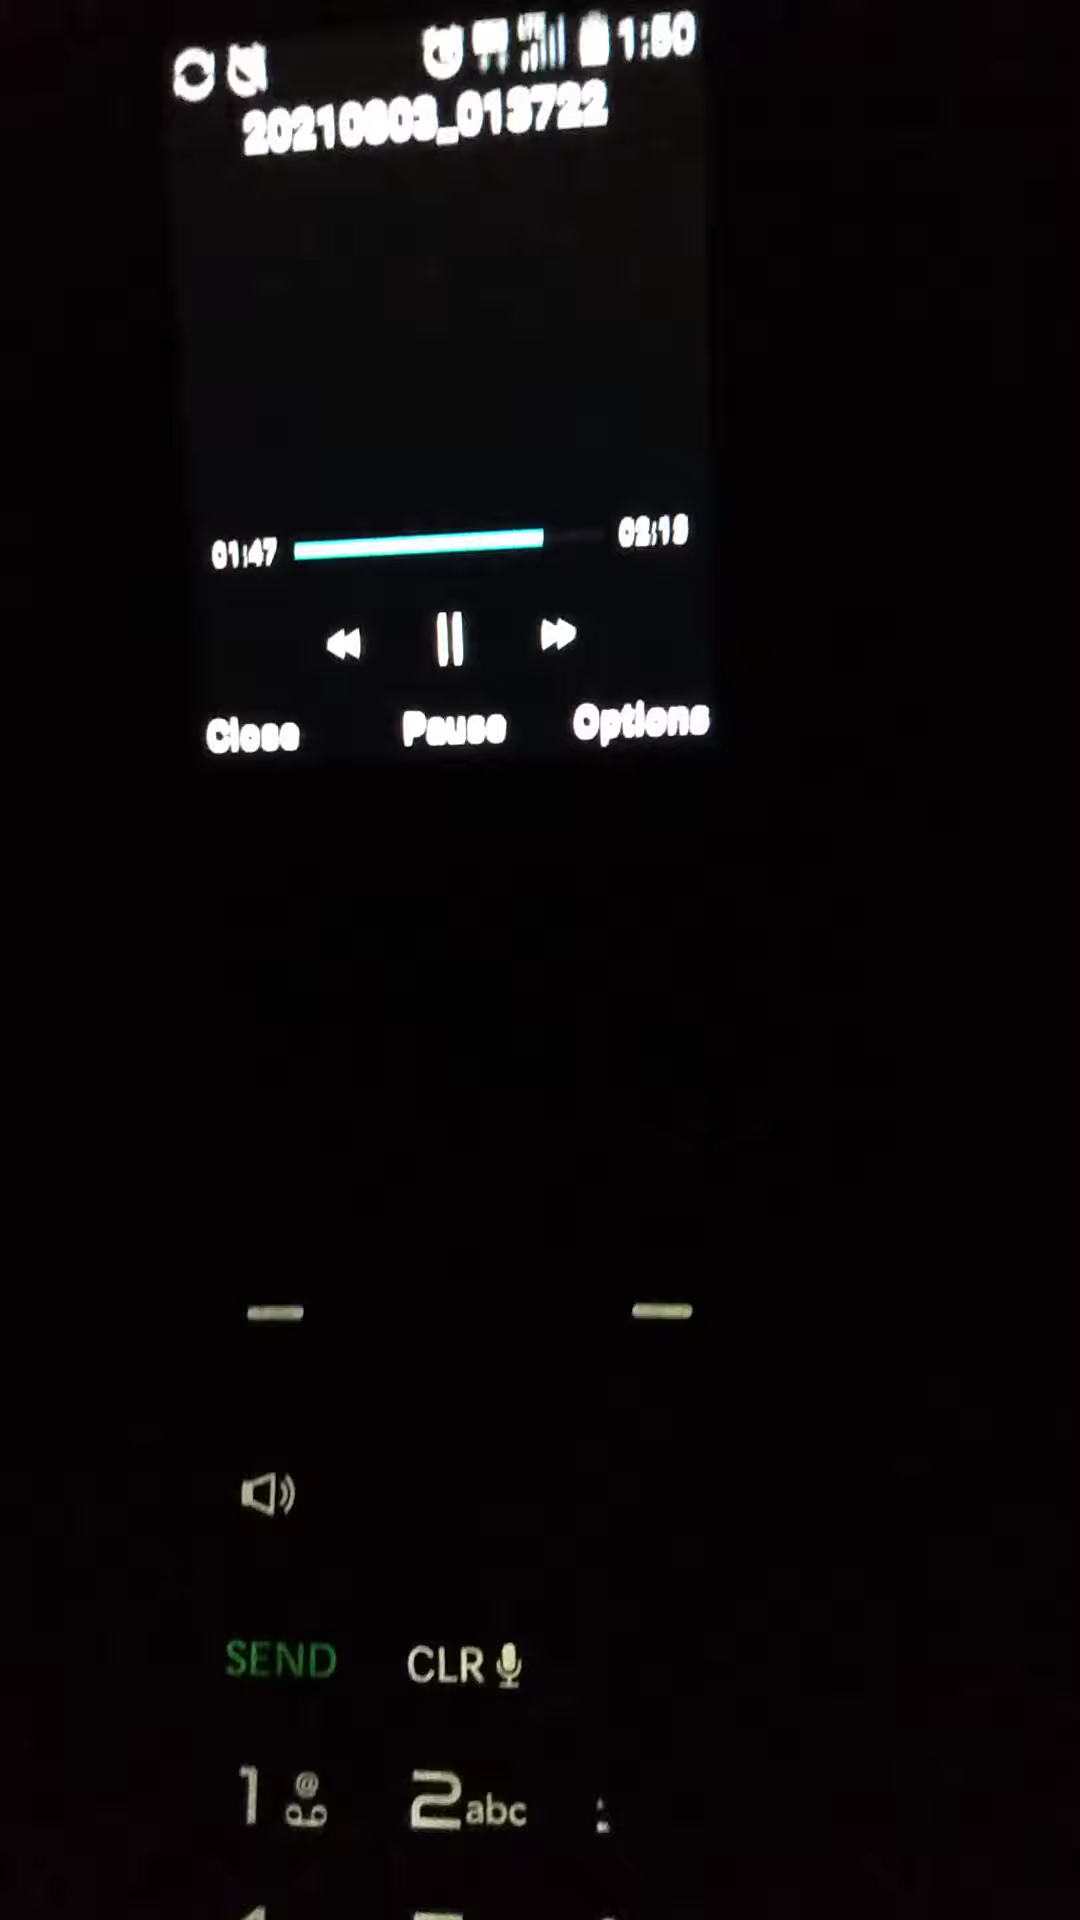 1:50
20210803_013722
01:47 02:19
Close Pause Options
SEND CLR
1 2abc